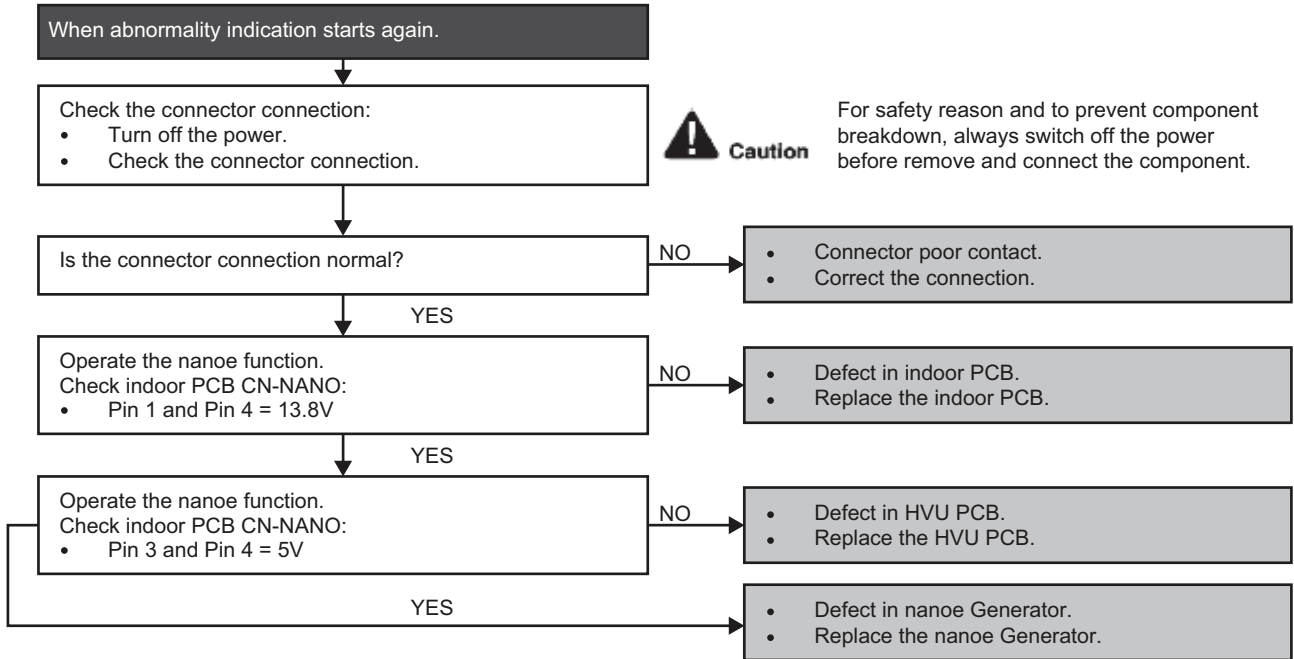 When abnormality indication starts again.
Check the connector connection:
• Turn off the power.
• Check the connector connection.
Caution
For safety reason and to prevent component
breakdown, always switch off the power
before remove and connect the component.
Is the connector connection normal?
NO
• Connector poor contact.
• Correct the connection.
YES
Operate the nanoe function.
Check indoor PCB CN-NANO:
• Pin 1 and Pin 4 = 13.8V
NO
• Defect in indoor PCB.
• Replace the indoor PCB.
YES
Operate the nanoe function.
Check indoor PCB CN-NANO:
• Pin 3 and Pin 4 = 5V
NO
• Defect in HVU PCB.
• Replace the HVU PCB.
YES
• Defect in nanoe Generator.
• Replace the nanoe Generator.